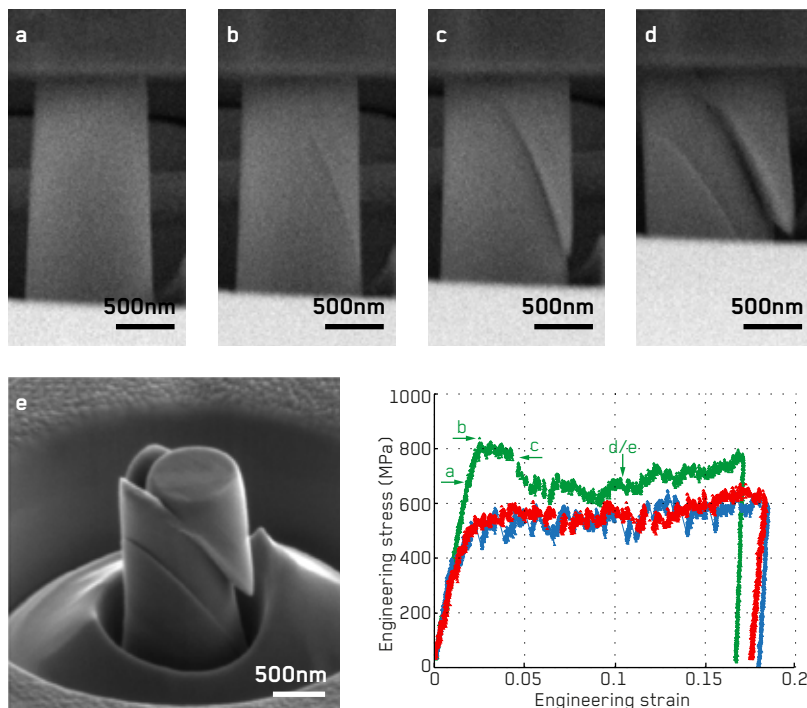 a
b
c
d
500nm
500nm
500nm
500nm
e
500nm
Engineering stress (MPa)
1000
800
600
400
200
0
b
a
c
d/e
0
0.05
0.1
0.15
0.2
Engineering strain